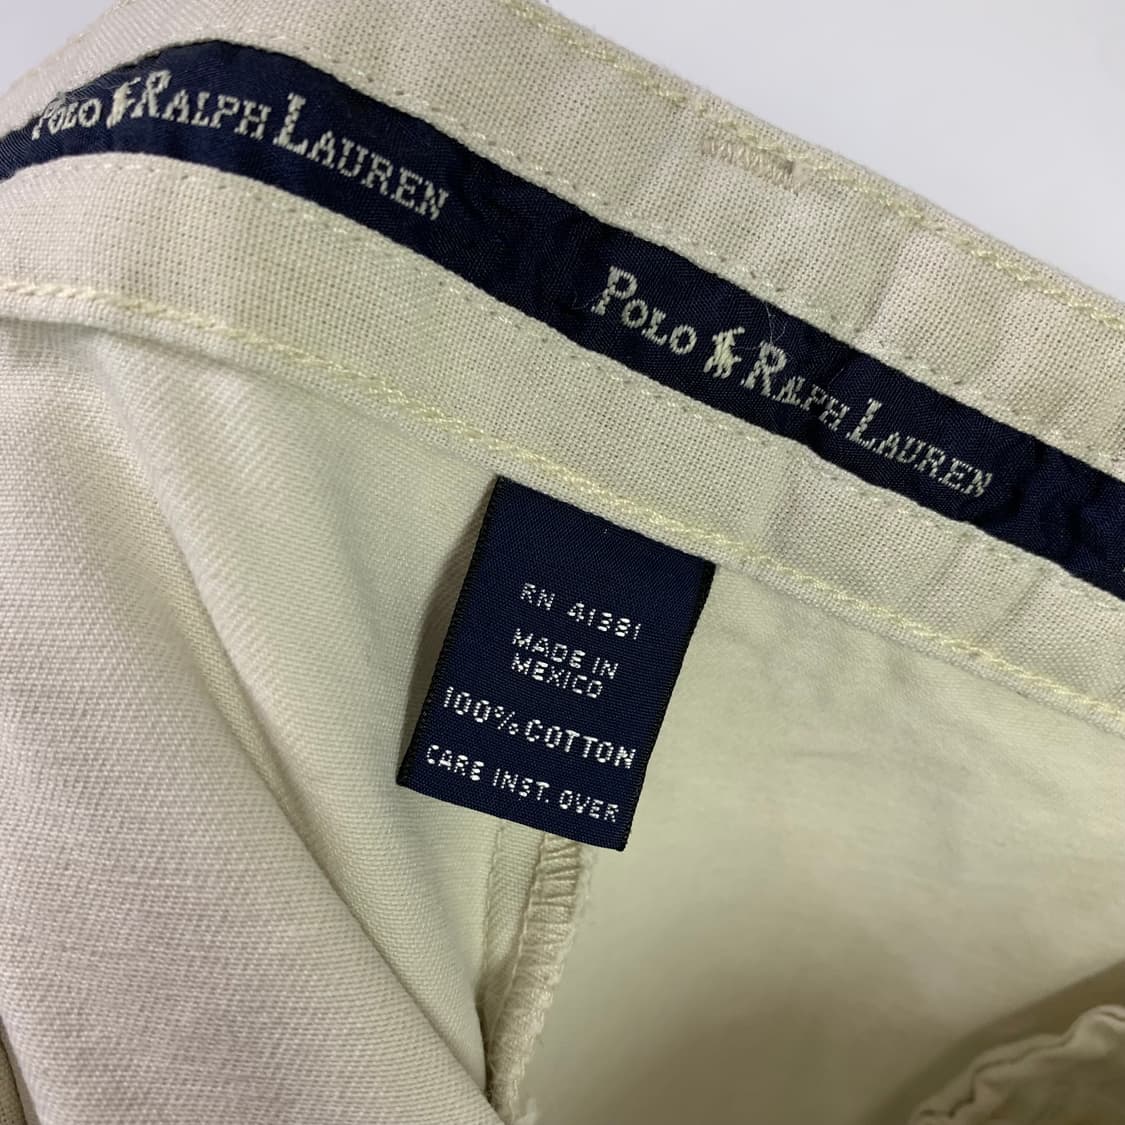 POLO RALPH LAUREN
POLO RALPH LAUREN
RN 41381
MADE IN
MEXICO
100% COTTON
CARE INST. OVER